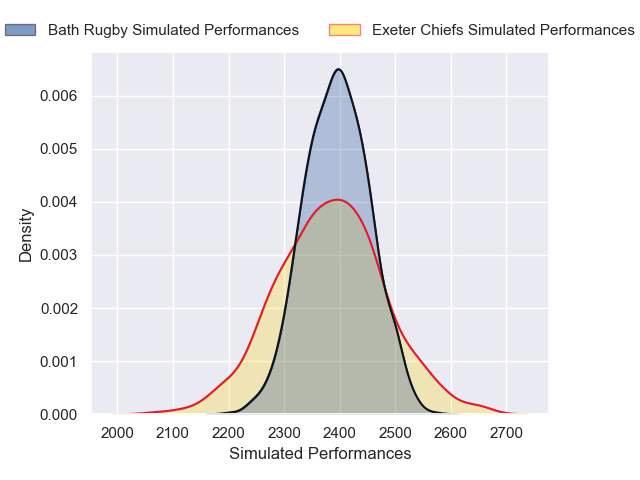 Bath Rugby Simulated Performances
Exeter Chiefs Simulated Performances
0.006
0.005
0.004
0.003
0.002
0.001
0.000
Density
2000 2100 2200 2300 2400 2500 2600 2700
Simulated Performances